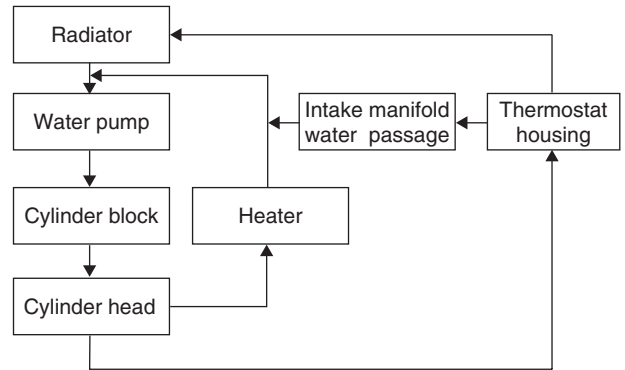 Radiator
Water pump
Intake manifold
water passage
Thermostat
housing
Cylinder block
Heater
Cylinder head